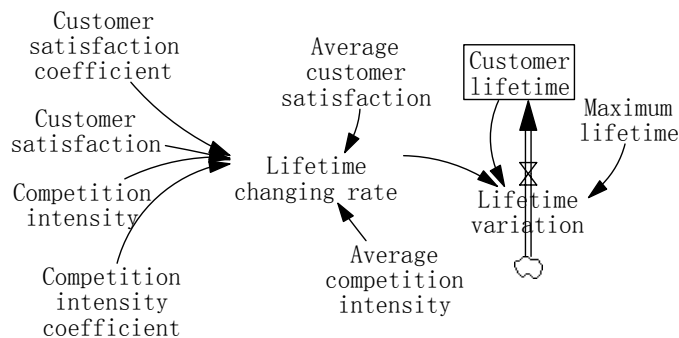 Customer
satisfaction
coefficient
Customer
satisfaction
Competition
intensity
Competition
intensity
coefficient
Average
customer
satisfaction
Lifetime
changing rate
Average
competition
intensity
Customer
lifetime
Maximum
lifetime
Lifetime
variation